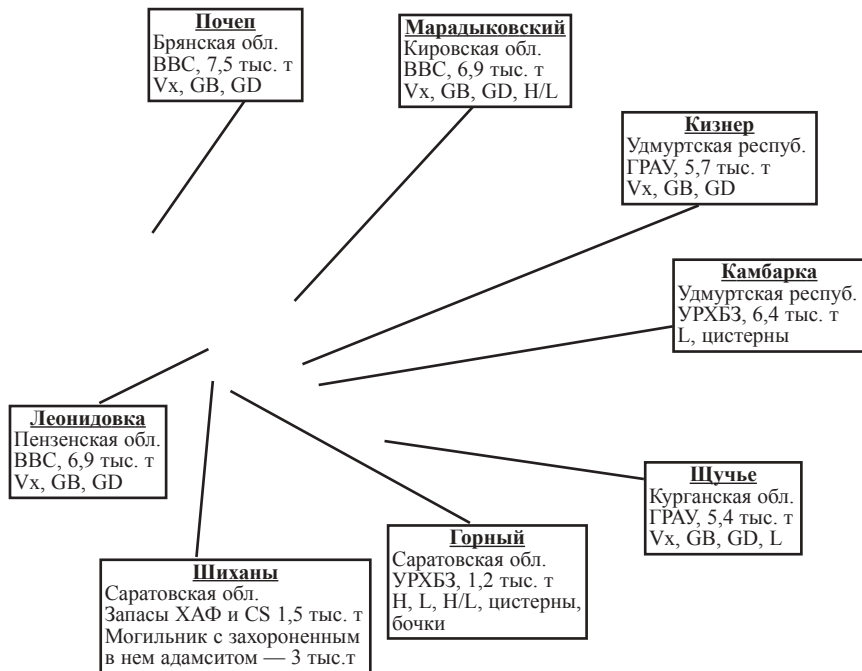 Почеп
Брянская обл.
ВВС, 7,5 тыс. т
Vx, GB, GD
Марадыковский
Кировская обл.
ВВС, 6,9 тыс. т
Vx, GB, GD, H/L
Кизнер
Удмуртская респуб.
ГРАУ, 5,7 тыс. т
Vx, GB, GD
Камбарка
Удмуртская респуб.
УРХБЗ, 6,4 тыс. т
L, цистерны
Леонидовка
Пензенская обл.
ВВС, 6,9 тыс. т
Vx, GB, GD
Щучье
Курганская обл.
ГРАУ, 5,4 тыс. т
Vx, GB, GD, L
Горный
Саратовская обл.
УРХБЗ, 1,2 тыс. т
H, L, H/L, цистерны,
бочки
Шиханы
Саратовская обл.
Запасы ХАФ и CS 1,5 тыс. т
Могильник с захороненным
в нем адамситом — 3 тыс.т